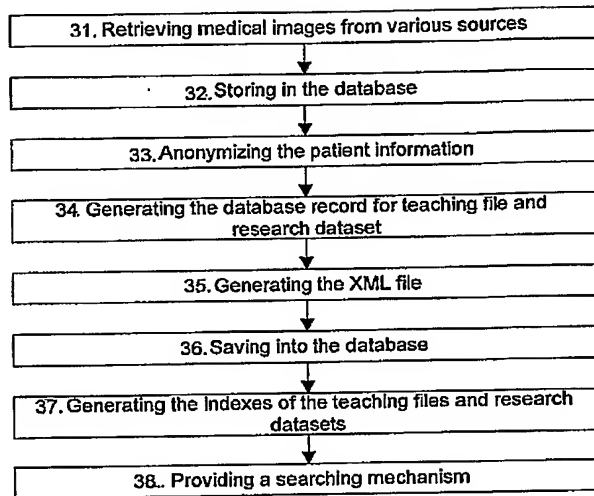 31. Retrieving medical images from various sources
32. Storing in the database
33. Anonymizing the patient information
34. Generating the database record for teaching file and
research dataset
35. Generating the XML file
36. Saving into the database
37. Generating the indexes of the teaching files and research
datasets
38.. Providing a searching mechanism